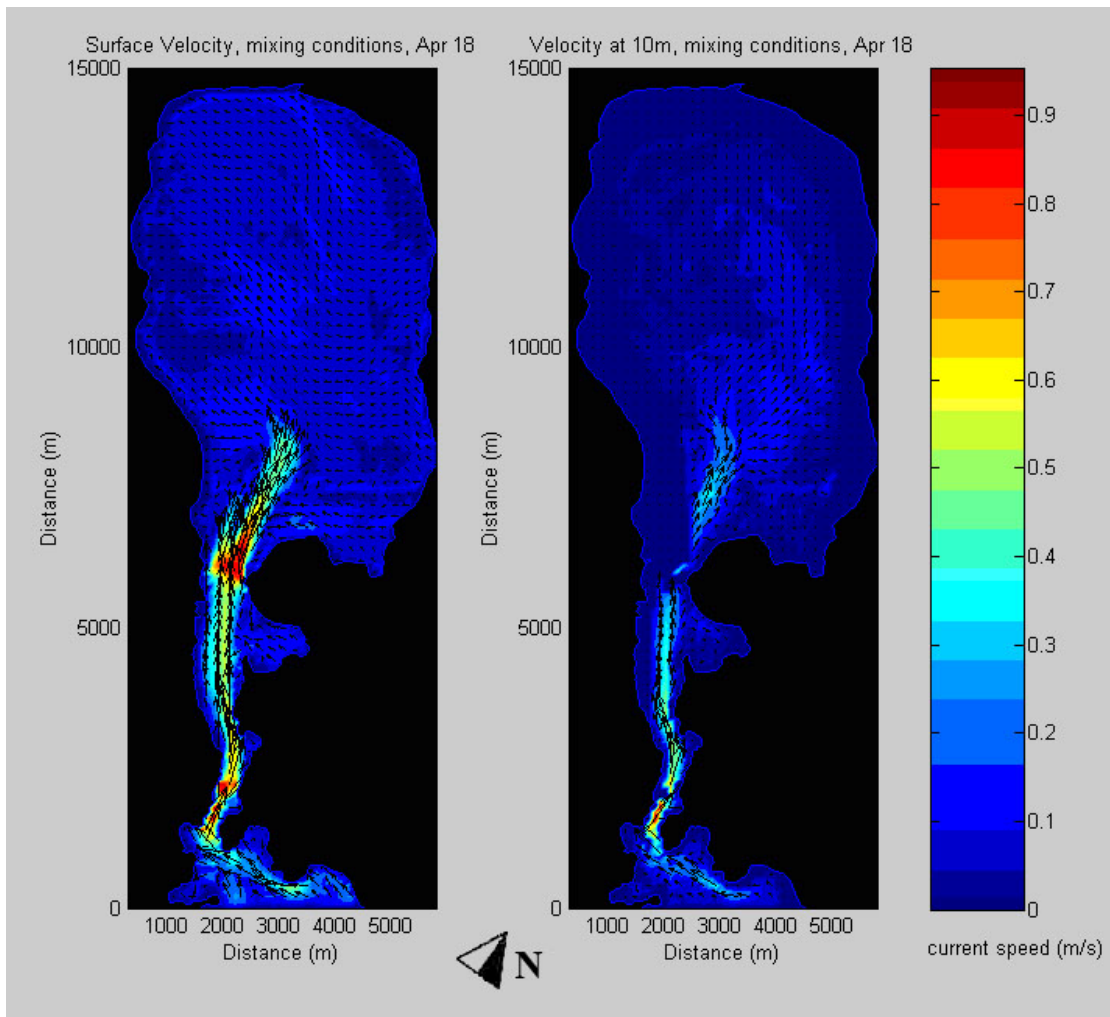 Surface Velocity, mixing conditions, Apr 18
Velocity at 10m, mixing conditions, Apr 18
15000
10000
5000
0
Distance (m)
1000 2000 3000 4000 5000
Distance (m)
15000
10000
5000
0
Distance (m)
1000 2000 3000 4000 5000
Distance (m)
0.9
0.8
0.7
0.6
0.5
0.4
0.3
0.2
0.1
0
current speed (m/s)
N